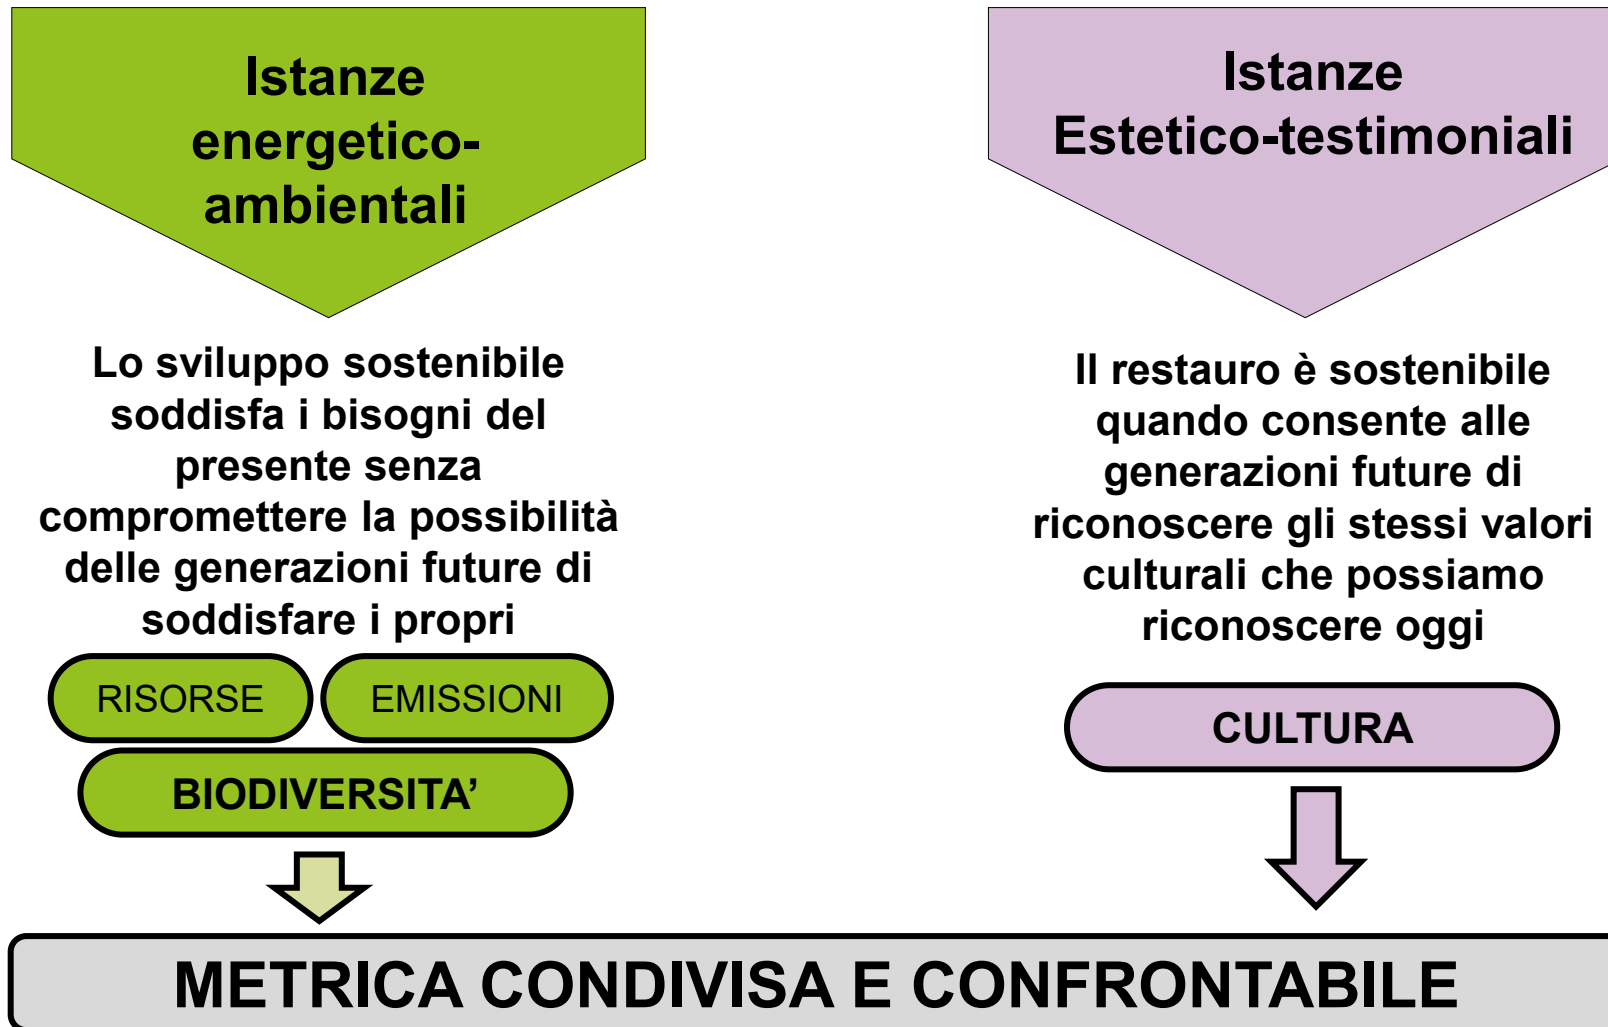 Istanze
energetico-
ambientali
Lo sviluppo sostenibile
soddisfa i bisogni del
presente senza
compromettere la possibilità
delle generazioni future di
soddisfare i propri
RISORSE
EMISSIONI
BIODIVERSITA’
Istanze
Estetico-testimoniali
Il restauro è sostenibile
quando consente alle
generazioni future di
riconoscere gli stessi valori
culturali che possiamo
riconoscere oggi
CULTURA
METRICA CONDIVISA E CONFRONTABILE